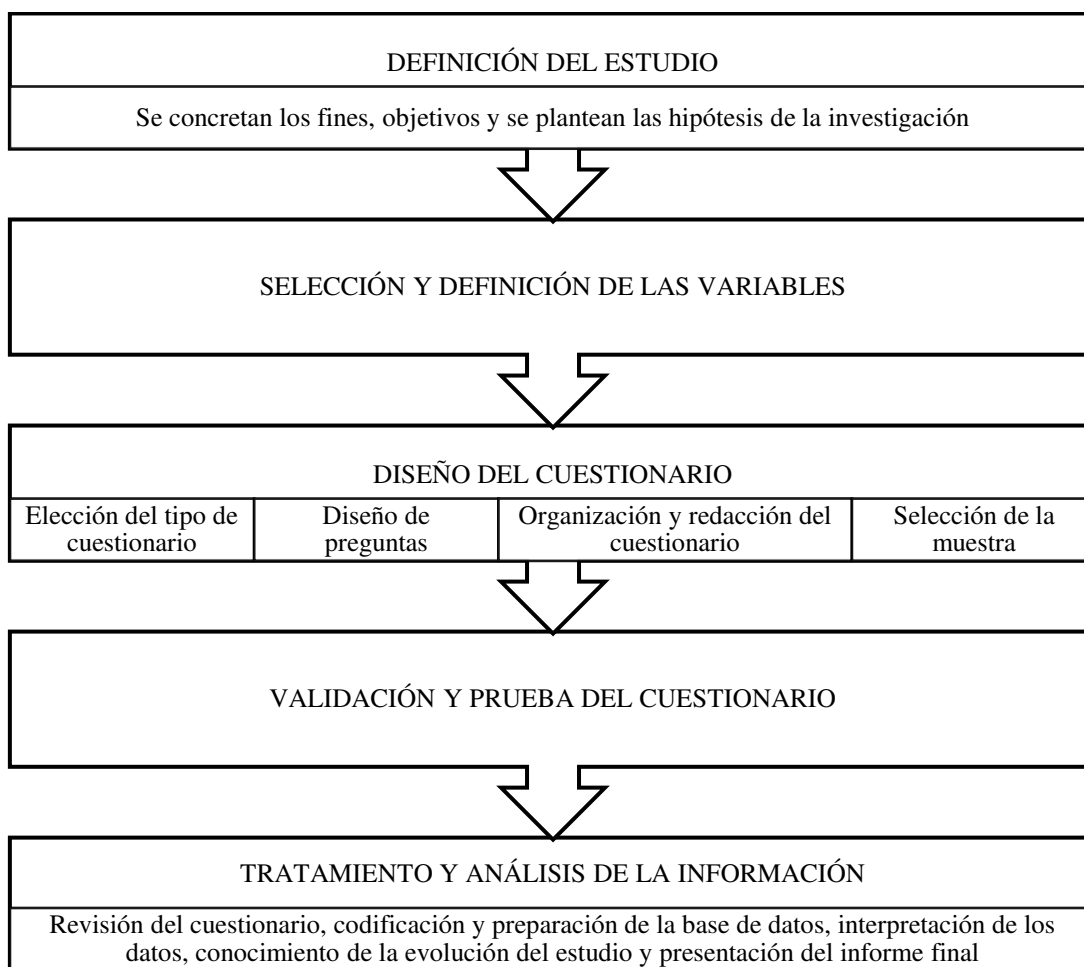 DEFINICIÓN DEL ESTUDIO
Se concretan los fines, objetivos y se plantean las hipótesis de la investigación
SELECCIÓN Y DEFINICIÓN DE LAS VARIABLES
DISEÑO DEL CUESTIONARIO
Elección del tipo de
cuestionario
Diseño de
preguntas
Organización y redacción del
cuestionario
Selección de la
muestra
VALIDACIÓN Y PRUEBA DEL CUESTIONARIO
TRATAMIENTO Y ANÁLISIS DE LA INFORMACIÓN
Revisión del cuestionario, codificación y preparación de la base de datos, interpretación de los
datos, conocimiento de la evolución del estudio y presentación del informe final